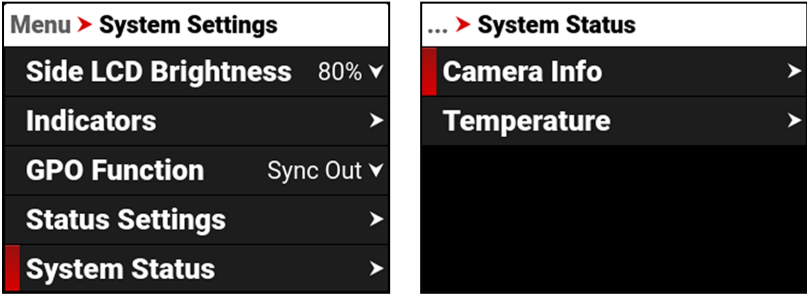 Menu > System Settings
Side LCD Brightness 80%
Indicators
GPO Function Sync Out
Status Settings
System Status
... > System Status
Camera Info
Temperature